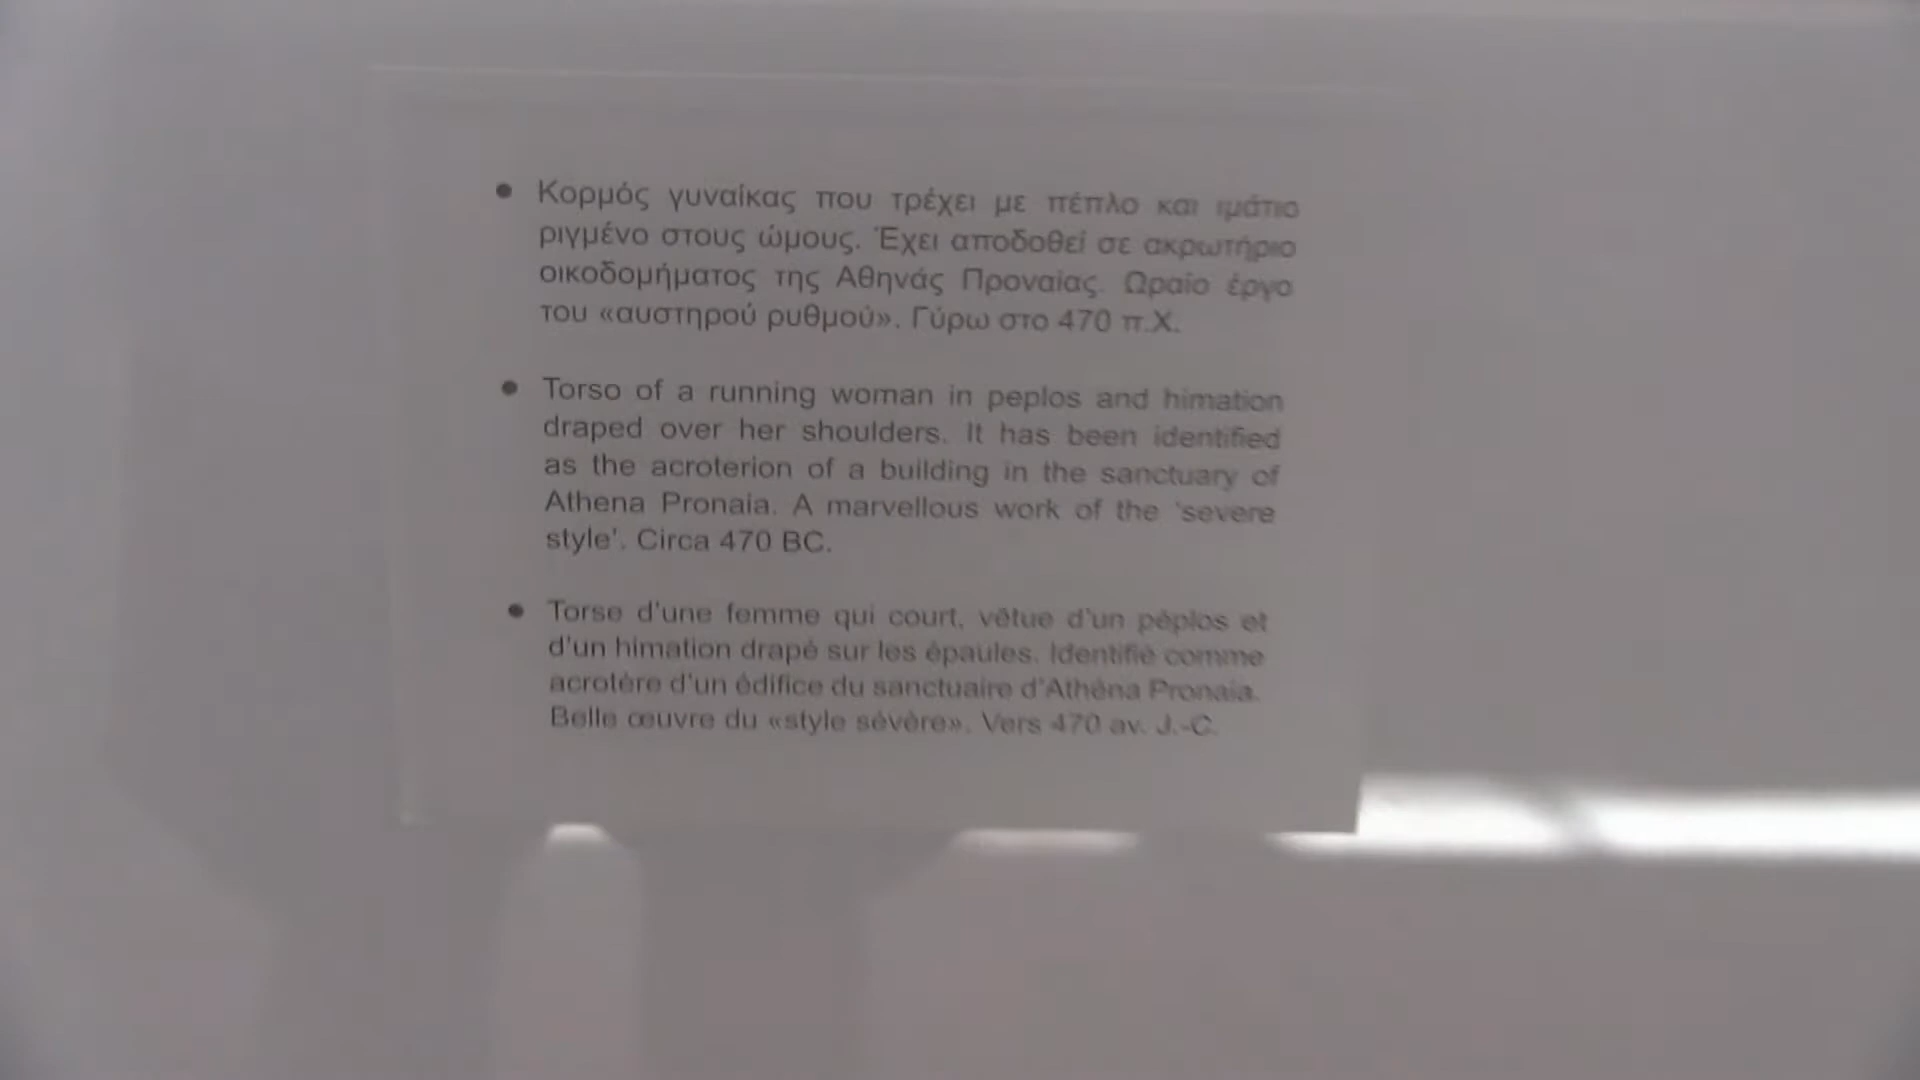 ● Κορμός γυναίκας που τρέχει με πέπλο και ιμάτιο
ριγμένο στους ώμους. Έχει αποδοθεί σε ακρωτήριο
οικοδομήματος της Αθηνάς Προναίας. Ωραίο έργο
του «αυστηρού ρυθμού». Γύρω στο 470 π.Χ.
● Torso of a running woman in peplos and himation
draped over her shoulders. It has been identified
as the acroterion of a building in the sanctuary of
Athena Pronaia. A marvellous work of the 'severe
style'. Circa 470 BC.
● Torse d'une femme qui court, vêtue d'un péplos et
d'un himation drapé sur les épaules. Identifié comme
acrotère d'un édifice du sanctuaire d'Athéna Pronaia.
Belle œuvre du «style sévère». Vers 470 av. J.-C.